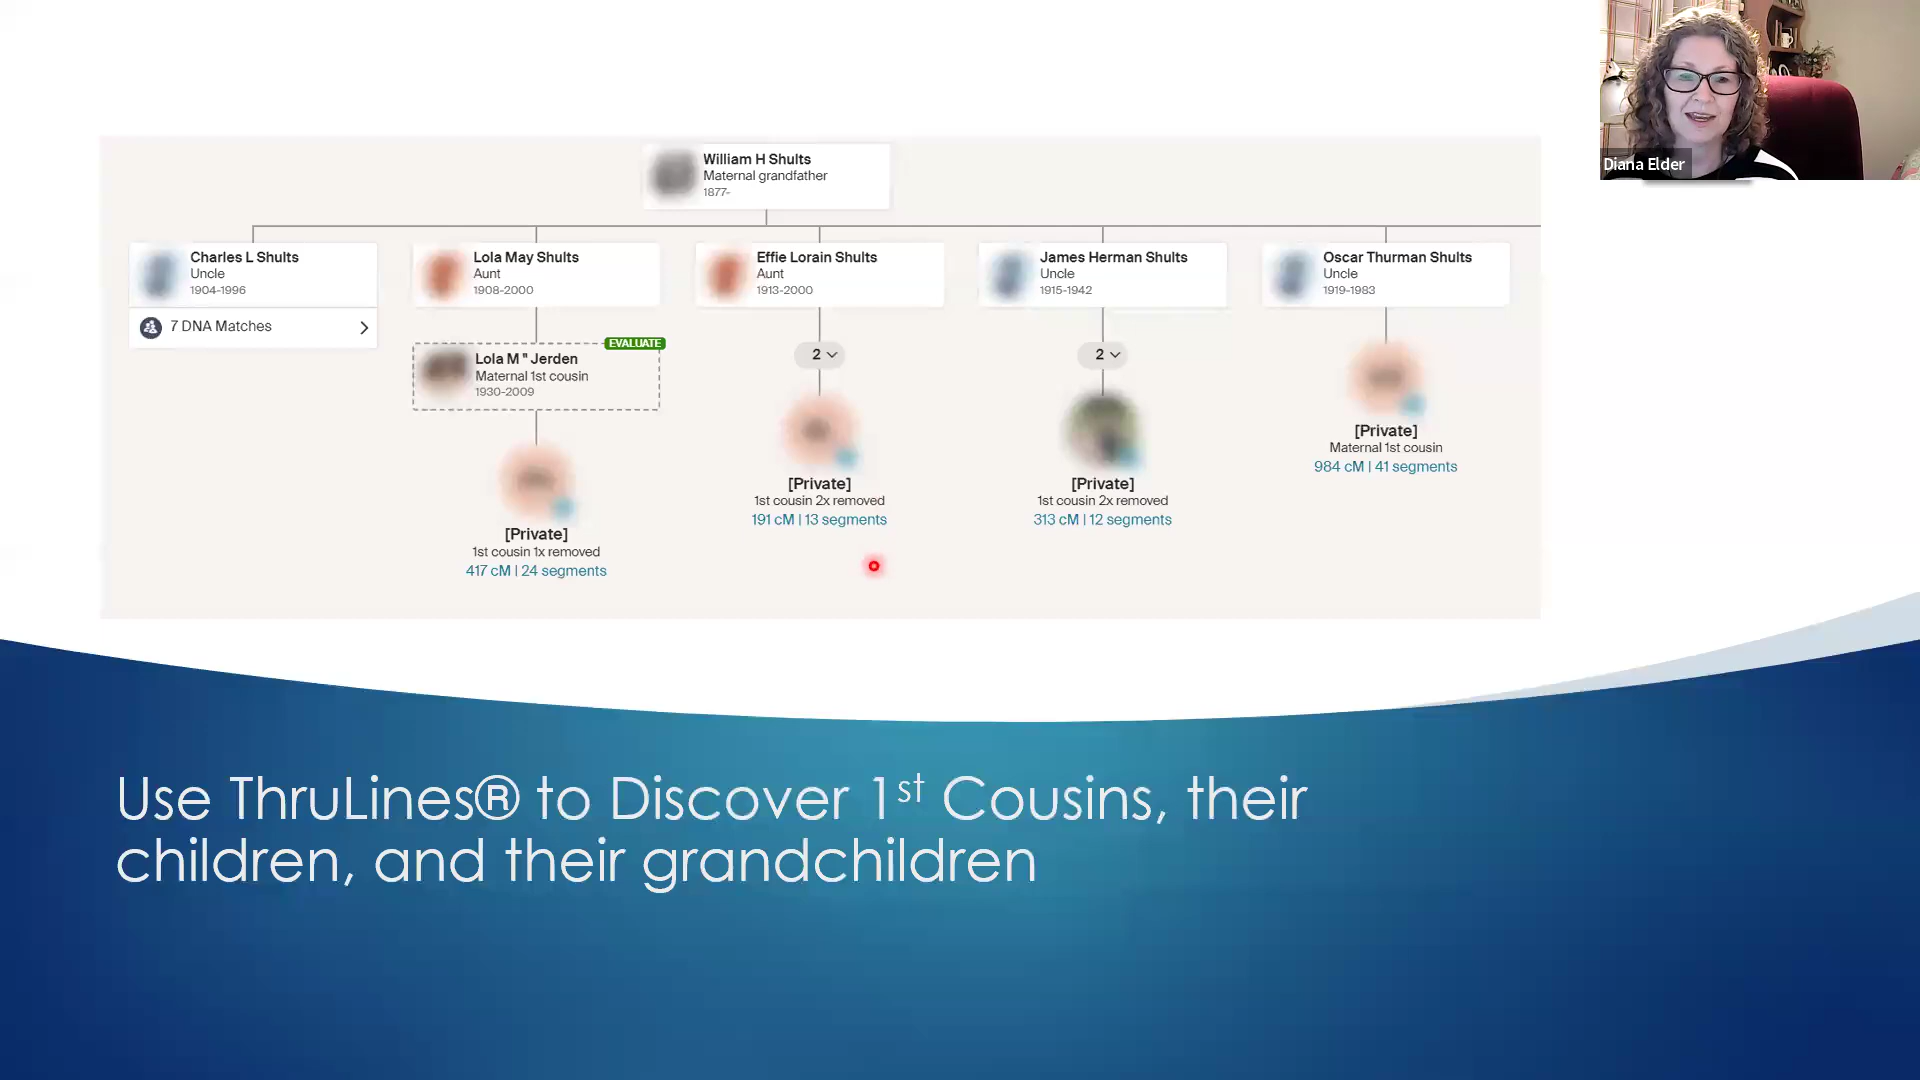 William H Shults
Maternal grandfather
1877-
Charles L Shults
Uncle
1904-1996
7 DNA Matches
Lola May Shults
Aunt
1908-2000
EVALUATE
Lola M " Jerden
Maternal 1st cousin
1930-2009
[Private]
1st cousin 1x removed
417 cM | 24 segments
Effie Lorain Shults
Aunt
1913-2000
2
[Private]
1st cousin 2x removed
191 cM | 13 segments
James Herman Shults
Uncle
1915-1942
2
[Private]
1st cousin 2x removed
313 cM | 12 segments
Oscar Thurman Shults
Uncle
1919-1983
[Private]
Maternal 1st cousin
984 cM | 41 segments
Diana Elder
Use ThruLines® to Discover 1st Cousins, their
children, and their grandchildren